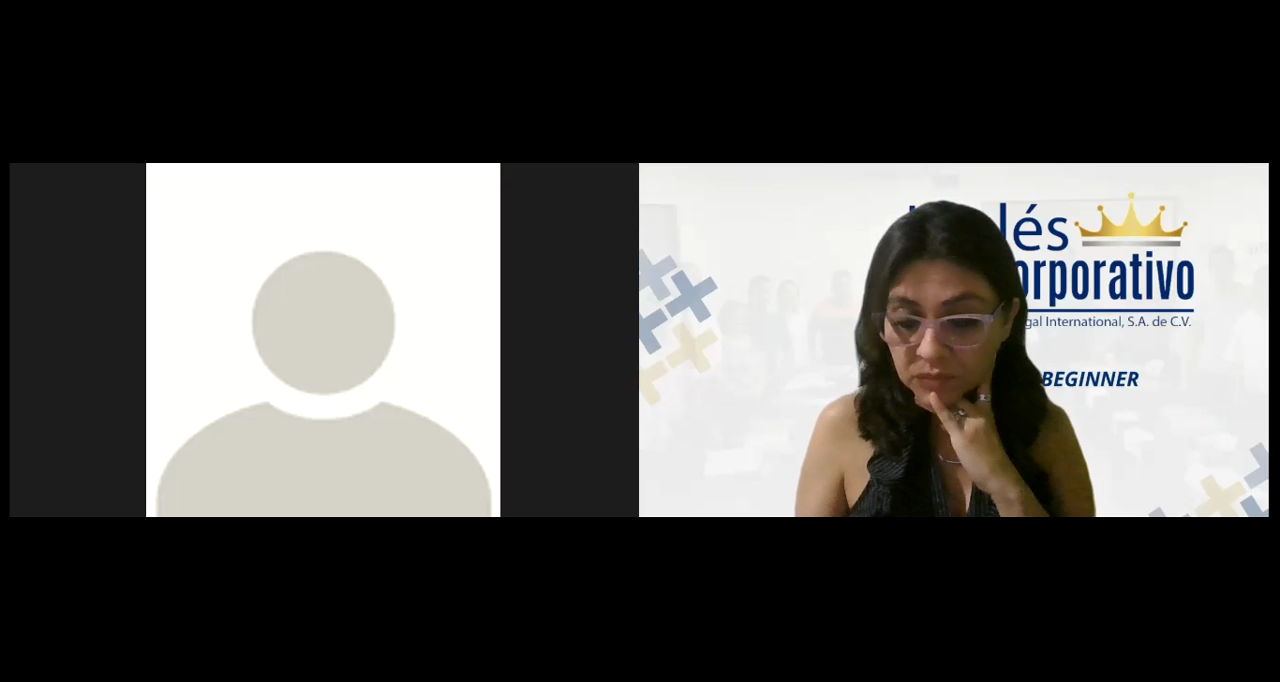 lés
orporativo
gal International, S.A. de C.V.
BEGINNER